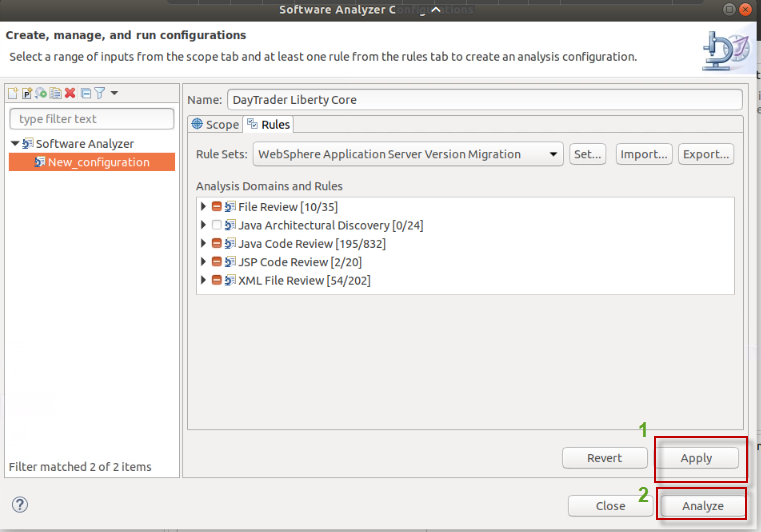 Software Analyzer Configurations
Create, manage, and run configurations
Select a range of inputs from the scope tab and at least one rule from the rules tab to create an analysis configuration.
Name: DayTrader Liberty Core
type filter text
Scope Rules
Software Analyzer
New_configuration
Rule Sets: WebSphere Application Server Version Migration Set... Import... Export...
Analysis Domains and Rules
File Review [10/35]
Java Architectural Discovery [0/24]
Java Code Review [195/832]
JSP Code Review [2/20]
XML File Review [54/202]
1
Revert Apply
Filter matched 2 of 2 items
2
? Close Analyze